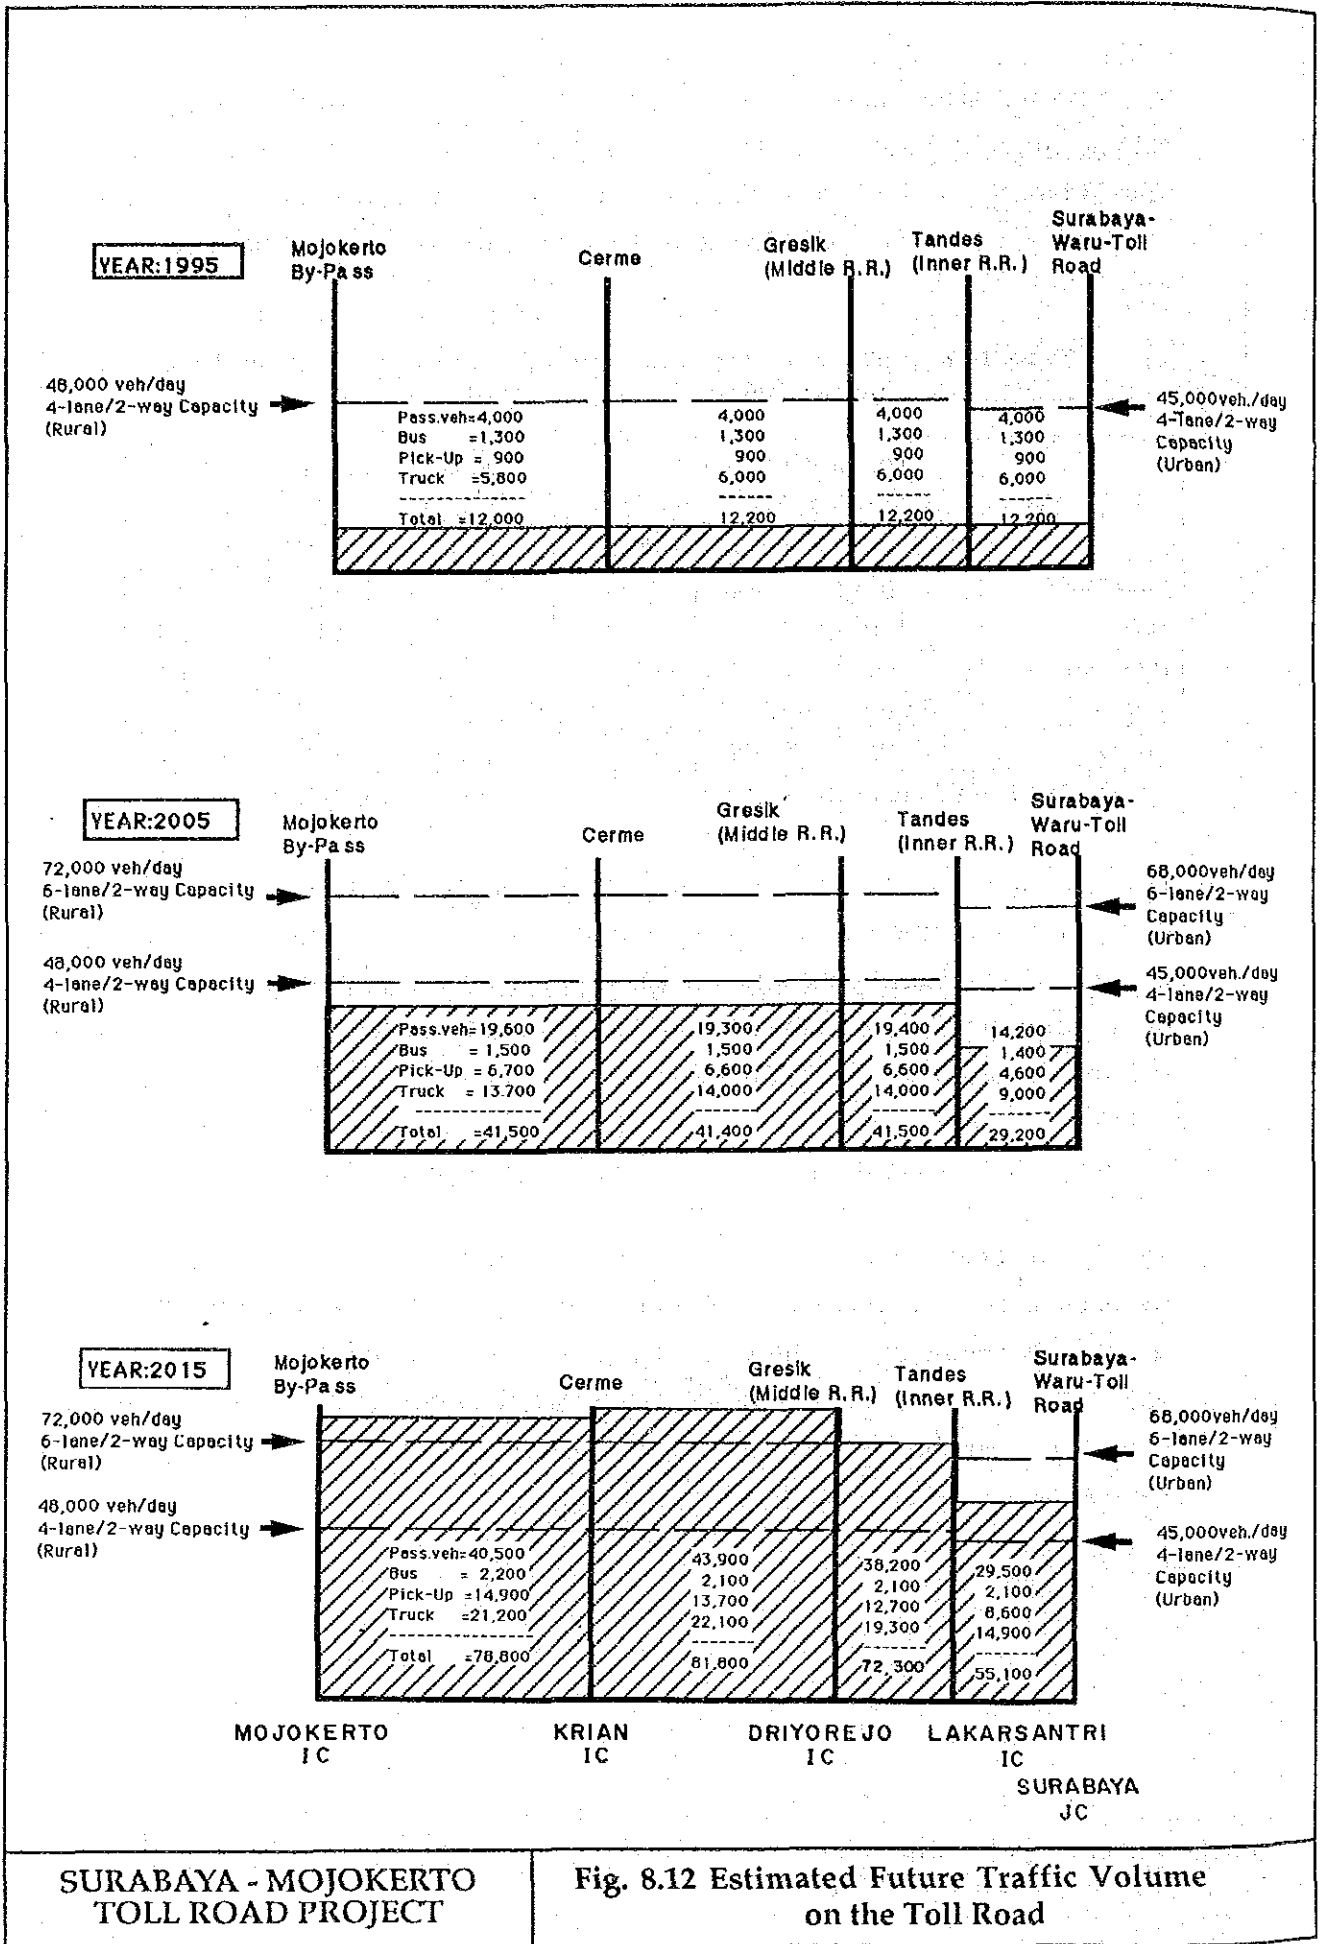 YEAR:1995
Mojokerto
By-Pass
Cerme
Gresik
(Middle R.R.)
Tandes
(Inner R.R.)
Surabaya-
Waru-Toll
Road
48,000 veh/day
4-lane/2-way Capacity
(Rural)
45,000veh./day
4-lane/2-way
Capacity
(Urban)
Pass.veh=4,000 4,000 4,000 4,000
Bus =1,300 1,300 1,300 1,300
Pick-Up = 900 900 900 900
Truck =5,800 6,000 6,000 6,000
Total =12,000 12,200 12,200 12,200
YEAR:2005
Mojokerto
By-Pass
Cerme
Gresik
(Middle R.R.)
Tandes
(Inner R.R.)
Surabaya-
Waru-Toll
Road
72,000 veh/day
6-lane/2-way Capacity
(Rural)
68,000veh/day
6-lane/2-way
Capacity
(Urban)
48,000 veh/day
4-lane/2-way Capacity
(Rural)
45,000veh./day
4-lane/2-way
Capacity
(Urban)
Pass.veh=19,600 19,300 19,400 14,200
Bus = 1,500 1,500 1,500 1,400
Pick-Up = 6,700 6,600 6,600 4,600
Truck = 13.700 14,000 14,000 9,000
Total =41,500 41,400 41,500 29,200
YEAR:2015
Mojokerto
By-Pass
Cerme
Gresik
(Middle R.R.)
Tandes
(Inner R.R.)
Surabaya-
Waru-Toll
Road
72,000 veh/day
6-lane/2-way Capacity
(Rural)
68,000veh/day
6-lane/2-way
Capacity
(Urban)
48,000 veh/day
4-lane/2-way Capacity
(Rural)
45,000veh./day
4-lane/2-way
Capacity
(Urban)
Pass.veh=40,500 43,900 38,200 29,500
Bus = 2,200 2,100 2,100 2,100
Pick-Up =14,900 13,700 12,700 8,600
Truck =21,200 22,100 19,300 14,900
Total =78,800 81,800 72,300 55,100
MOJOKERTO
IC
KRIAN
IC
DRIYOREJO
IC
LAKARSANTRI
IC
SURABAYA
JC
SURABAYA - MOJOKERTO
TOLL ROAD PROJECT
Fig. 8.12 Estimated Future Traffic Volume
on the Toll Road